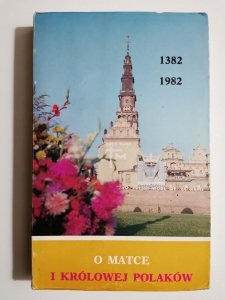 1382
1982
O MATCE
I KRÓLOWEJ POLAKÓW